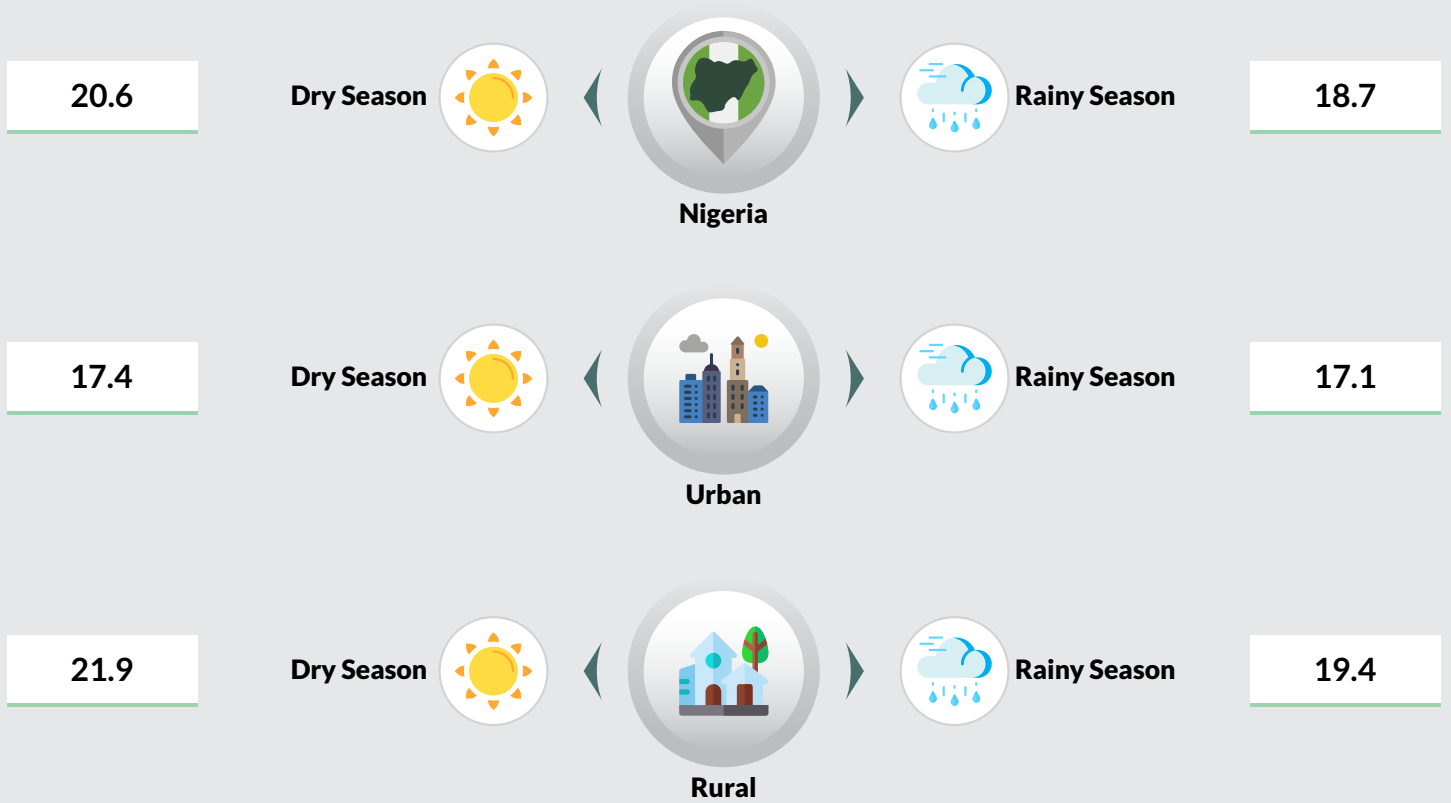 20.6 Dry Season Rainy Season 18.7
Nigeria
17.4 Dry Season Rainy Season 17.1
Urban
21.9 Dry Season Rainy Season 19.4
Rural